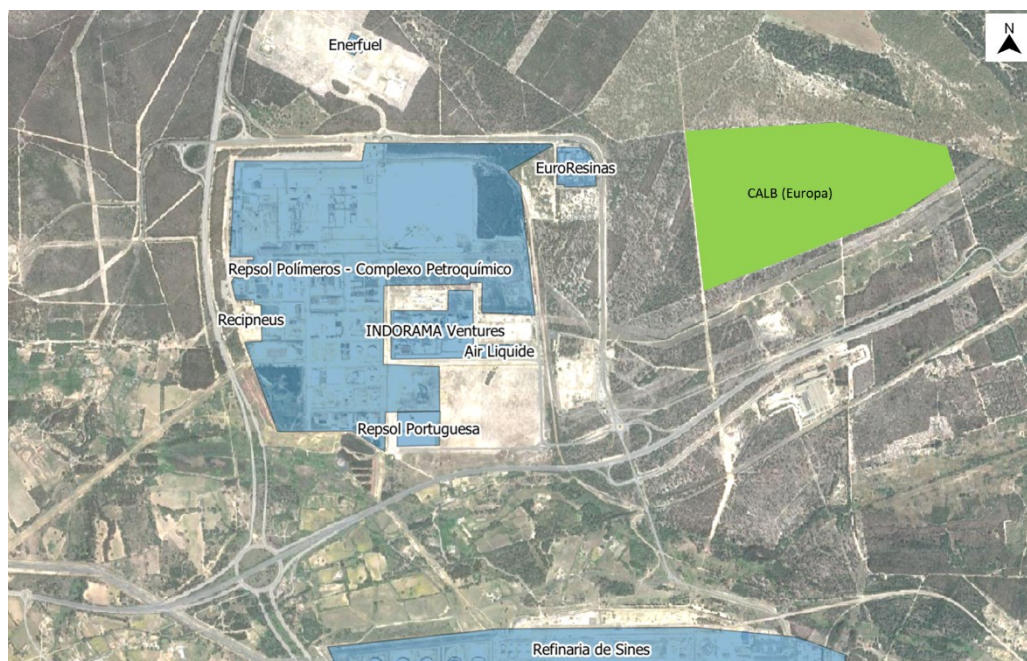 N
Enerfuel
EuroResinas
CALB (Europa)
Repsol Polímeros - Complexo Petroquímico
Recipneus
INDORAMA Ventures
Air Liquide
Repsol Portuguesa
Refinaria de Sines